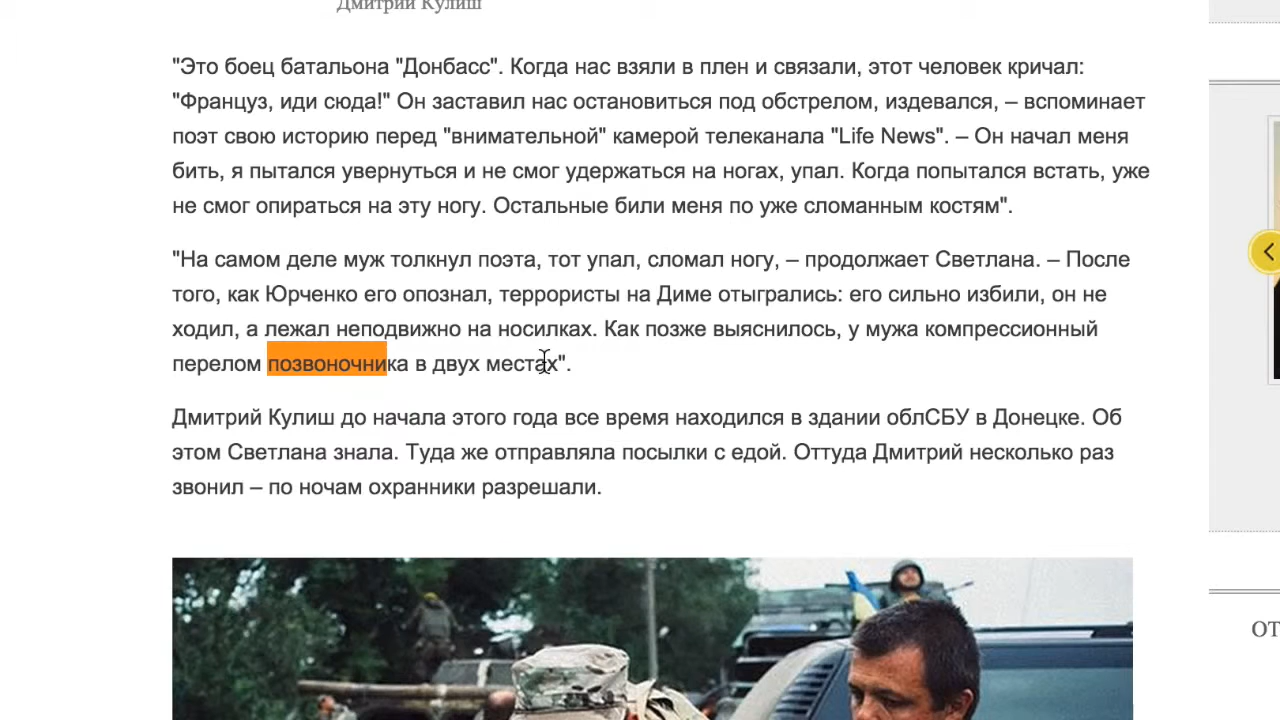 Дмитрий Кулиш
"Это боец батальона "Донбасс". Когда нас взяли в плен и связали, этот человек кричал:
"Француз, иди сюда!" Он заставил нас остановиться под обстрелом, издевался, – вспоминает
поэт свою историю перед "внимательной" камерой телеканала "Life News". – Он начал меня
бить, я пытался увернуться и не смог удержаться на ногах, упал. Когда попытался встать, уже
не смог опираться на эту ногу. Остальные били меня по уже сломанным костям".
"На самом деле муж толкнул поэта, тот упал, сломал ногу, – продолжает Светлана. – После
того, как Юрченко его опознал, террористы на Диме отыгрались: его сильно избили, он не
ходил, а лежал неподвижно на носилках. Как позже выяснилось, у мужа компрессионный
перелом позвоночника в двух местах".
Дмитрий Кулиш до начала этого года все время находился в здании облСБУ в Донецке. Об
этом Светлана знала. Туда же отправляла посылки с едой. Оттуда Дмитрий несколько раз
звонил – по ночам охранники разрешали.
ОТ